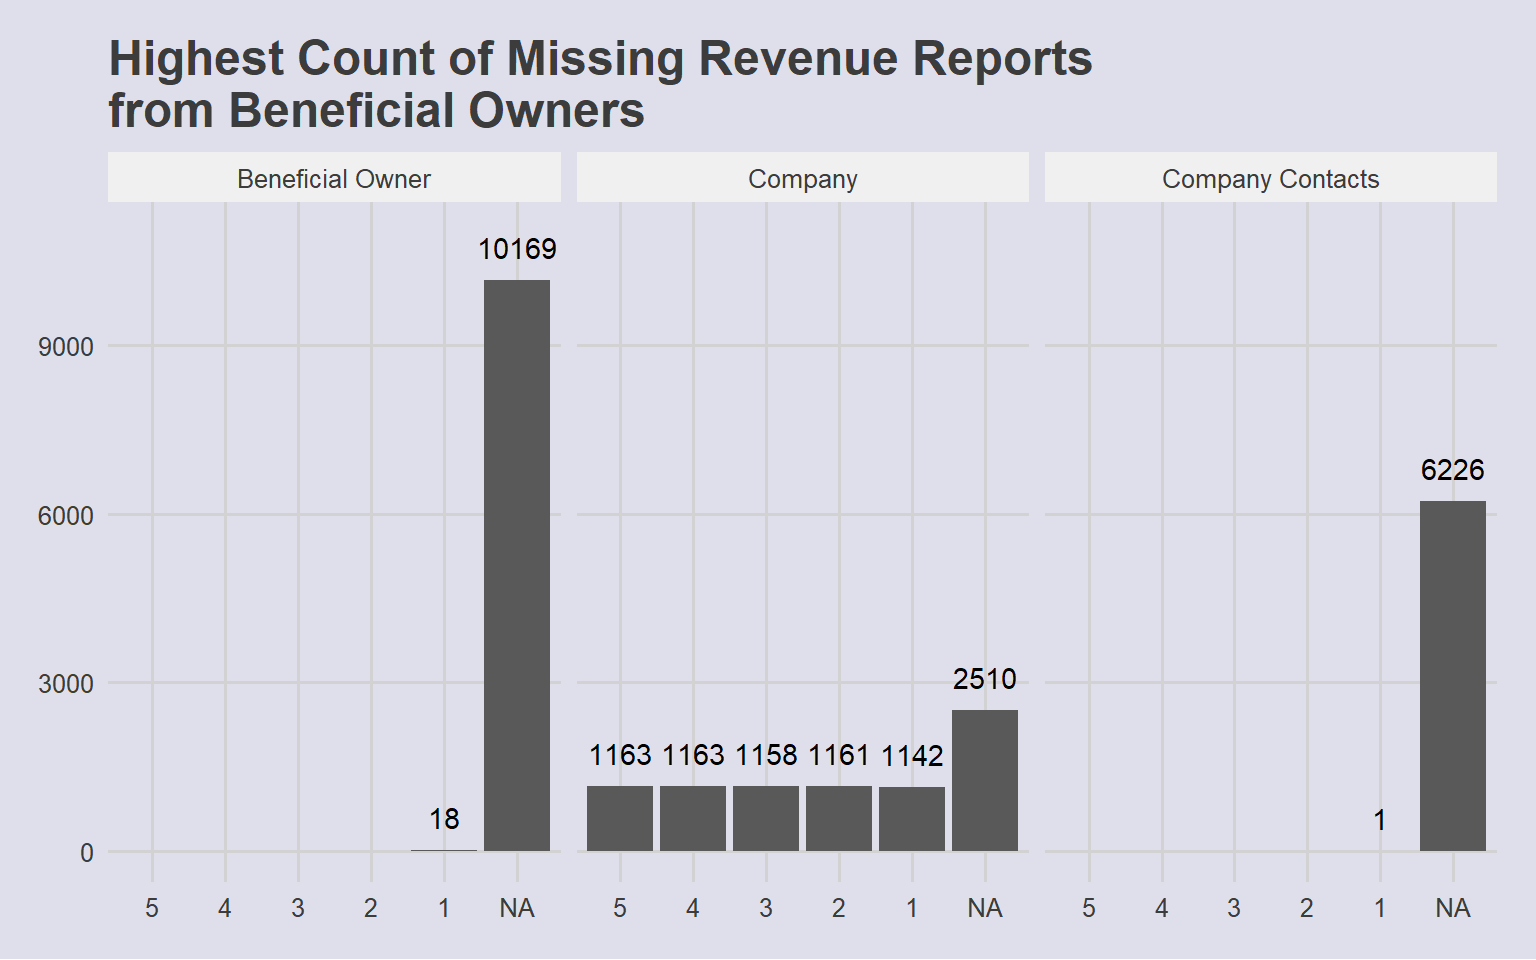 Highest Count of Missing Revenue Reports
from Beneficial Owners
Beneficial Owner
Company
Company Contacts
10169
18
1163
1163
1158
1161
1142
2510
1
6226
9000
6000
3000
0
5 4 3 2 1 NA
5 4 3 2 1 NA
5 4 3 2 1 NA